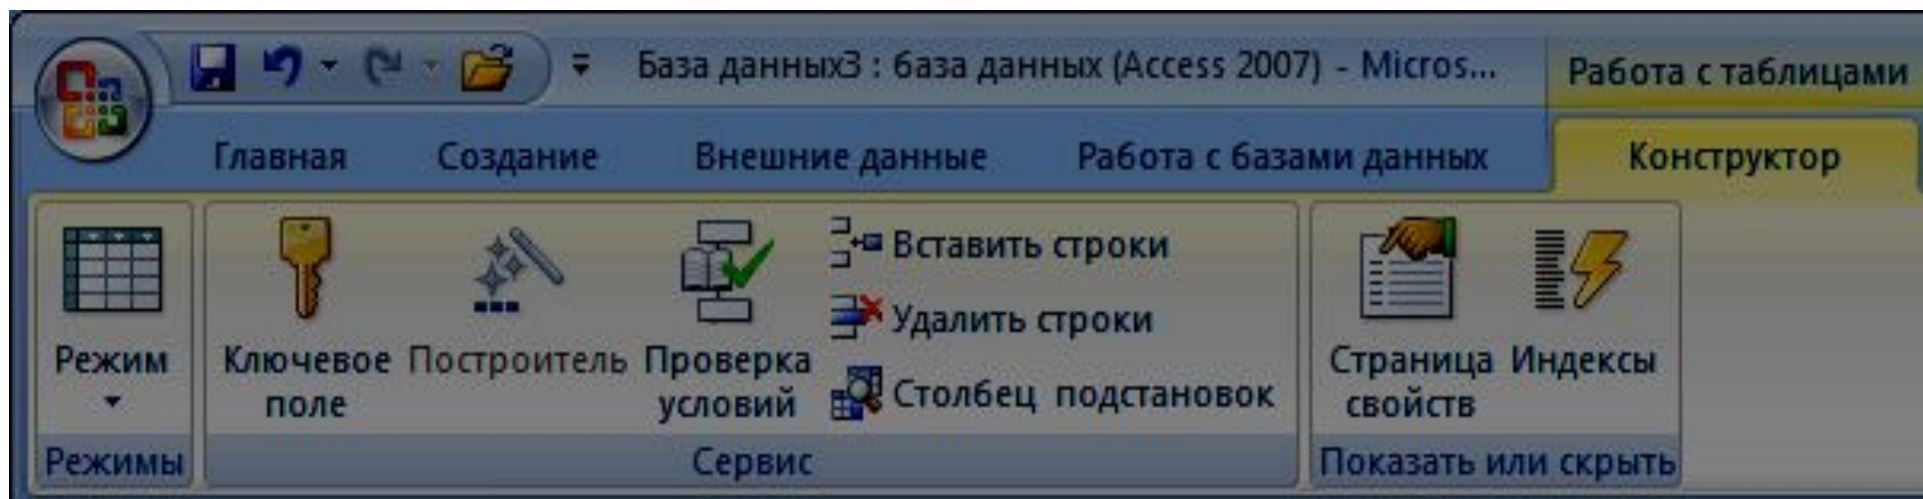 База данных3 : база данных (Access 2007) - Micros...
Работа с таблицами
Главная
Создание
Внешние данные
Работа с базами данных
Конструктор
Режим
Ключевое
поле
Построитель
Проверка
условий
Вставить строки
Удалить строки
Столбец подстановок
Страница
свойств
Индексы
Режимы
Сервис
Показать или скрыть